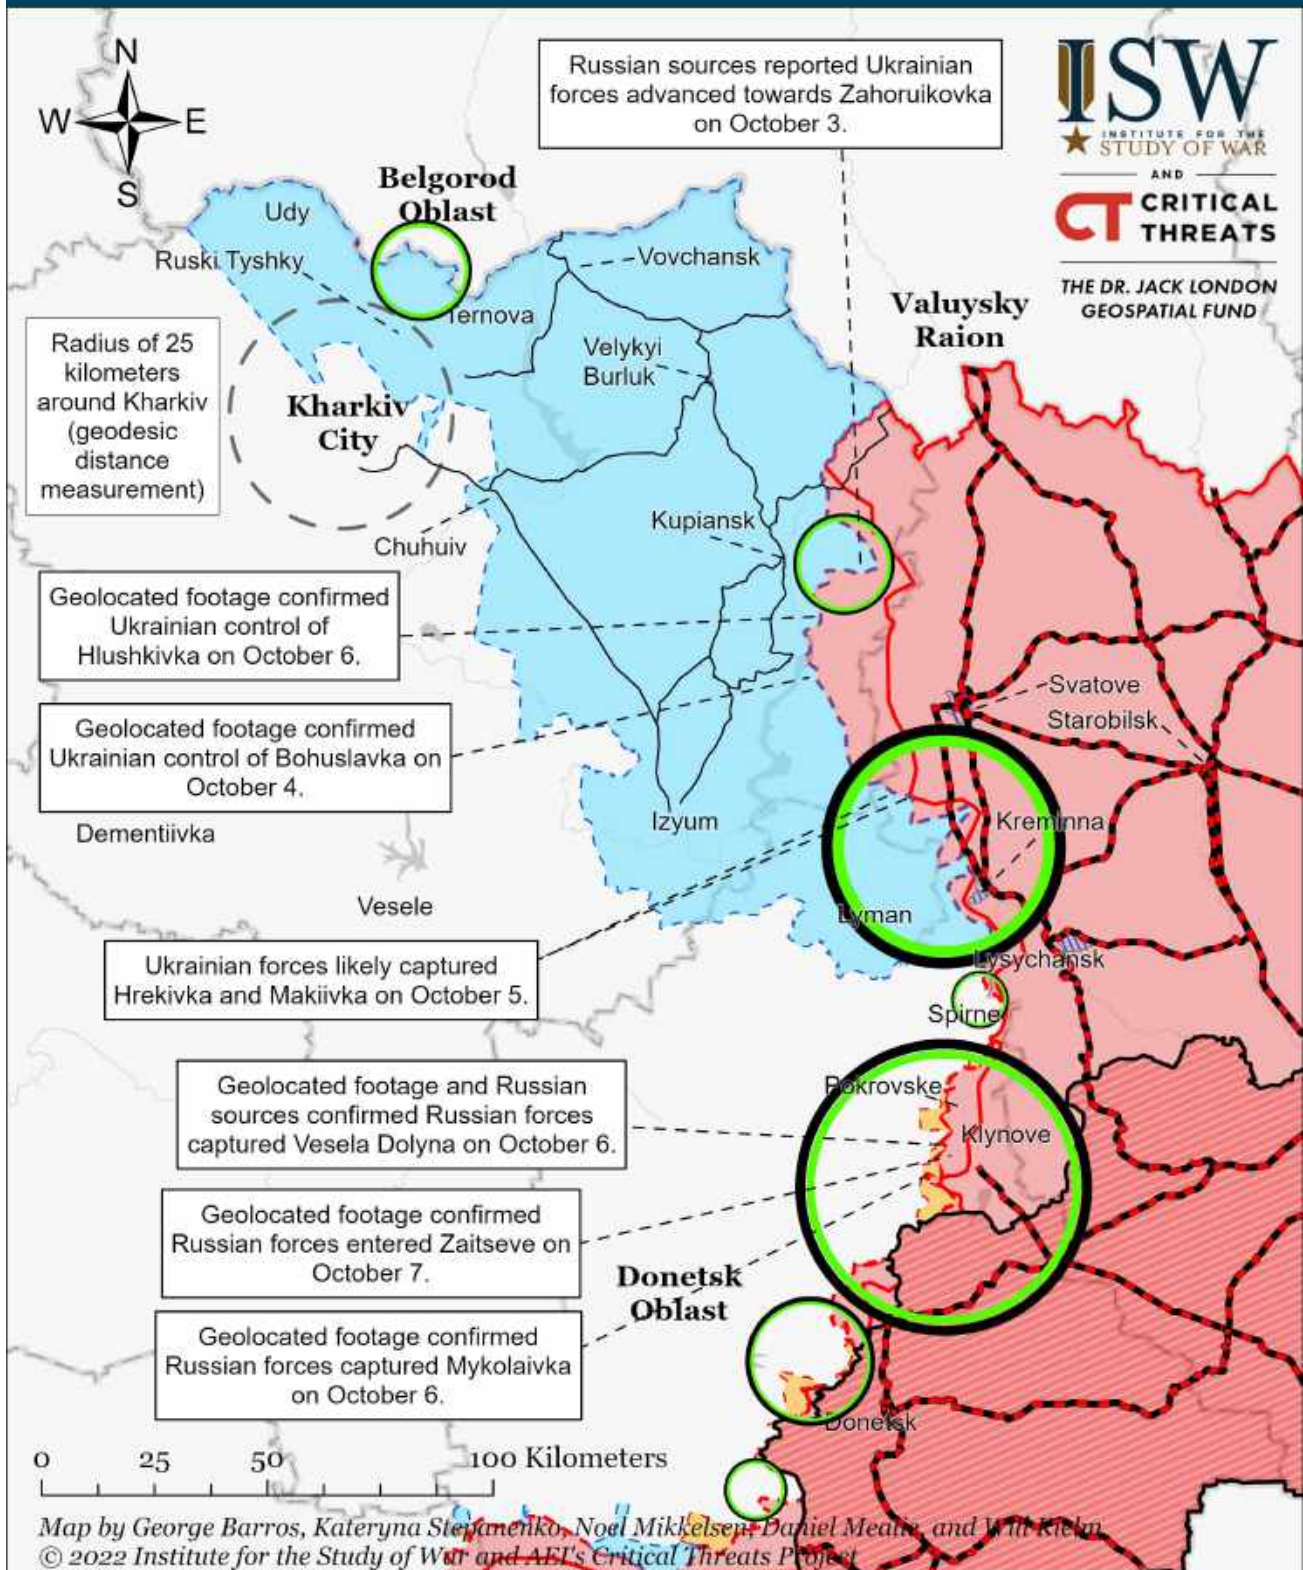 N
W E
S
Russian sources reported Ukrainian
forces advanced towards Zahoruikovka
on October 3.
ISW
INSTITUTE FOR THE
STUDY OF WAR
AND
CT CRITICAL
THREATS
THE DR. JACK LONDON
GEOSPATIAL FUND
Belgorod
Oblast
Udy
Ruski Tyshky
Vovchansk
Ternova
Valuysky
Raion
Radius of 25
kilometers
around Kharkiv
(geodesic
distance
measurement)
Velykyi
Burluk
Kharkiv
City
Kupiansk
Chuhuiv
Geolocated footage confirmed
Ukrainian control of
Hlushkivka on October 6.
Svatove
Starobilsk
Geolocated footage confirmed
Ukrainian control of Bohuslavka on
October 4.
Dementiivka
Izyum
Kreminna
Vesele
Lyman
Ukrainian forces likely captured
Hrekivka and Makiivka on October 5.
Lysychansk
Spirne
Geolocated footage and Russian
sources confirmed Russian forces
captured Vesela Dolyna on October 6.
Pokrovske
Klynove
Geolocated footage confirmed
Russian forces entered Zaitseve on
October 7.
Donetsk
Oblast
Geolocated footage confirmed
Russian forces captured Mykolaivka
on October 6.
Donetsk
0 25 50 100 Kilometers
Map by George Barros, Kateryna Stepanenko, Noel Mikkelsen, Daniel Mealie, and Will Kielm
© 2022 Institute for the Study of War and AEI's Critical Threats Project